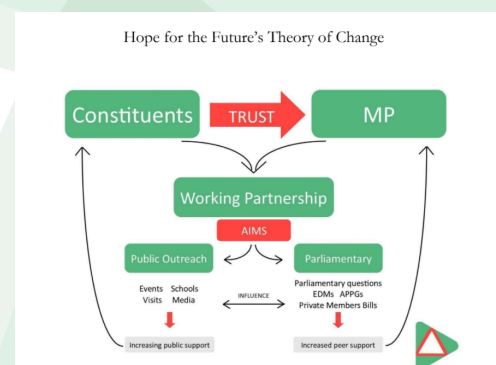 Hope for the Future's Theory of Change
Constituents
TRUST
MP
Working Partnership
AIMS
Public Outreach
Parliamentary
Events Schools
Visits Media
INFLUENCE
Parliamentary questions
EDMs APPGs
Private Members Bills
Increasing public support
Increased peer support